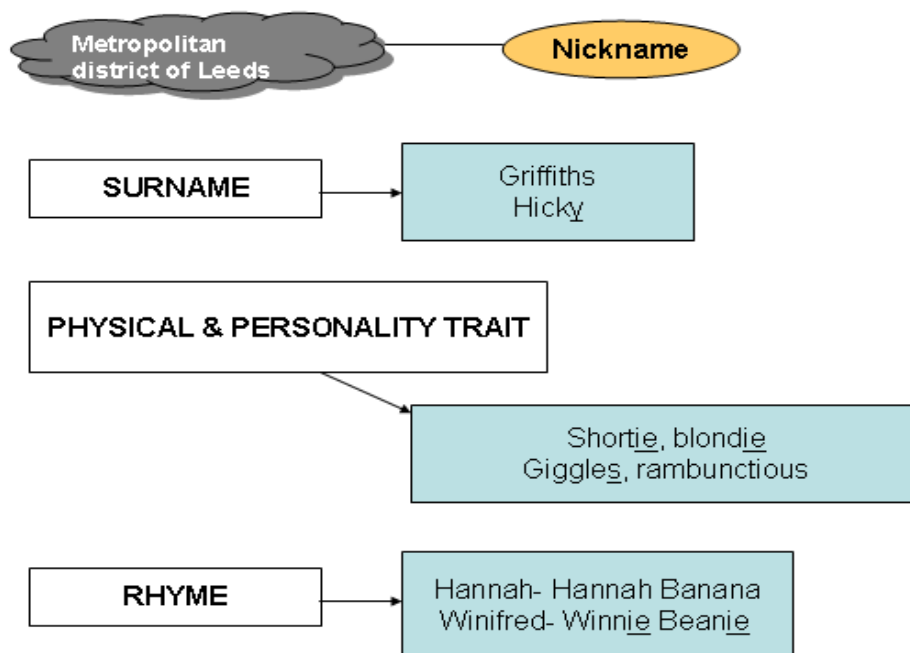 Metropolitan
district of Leeds
Nickname
SURNAME
Griffiths
Hicky
PHYSICAL & PERSONALITY TRAIT
Shortie, blondie
Giggles, rambunctious
RHYME
Hannah- Hannah Banana
Winifred- Winnie Beanie